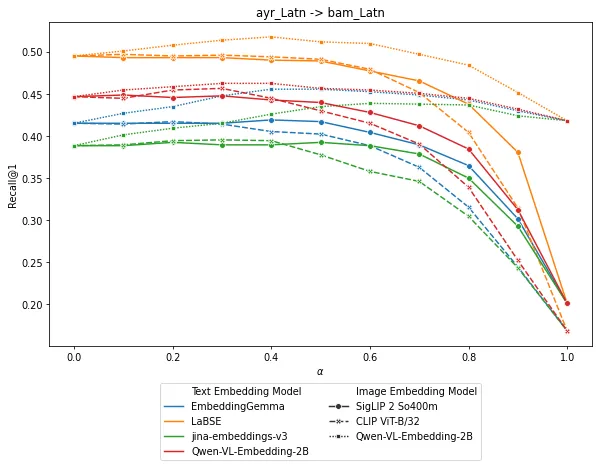 ayr_Latn -> bam_Latn
Recall@1
0.50
0.45
0.40
0.35
0.30
0.25
0.20
0.0 0.2 0.4 0.6 0.8 1.0
α
Text Embedding Model
EmbeddingGemma
LaBSE
jina-embeddings-v3
Qwen-VL-Embedding-2B
Image Embedding Model
SigLIP 2 So400m
CLIP ViT-B/32
Qwen-VL-Embedding-2B